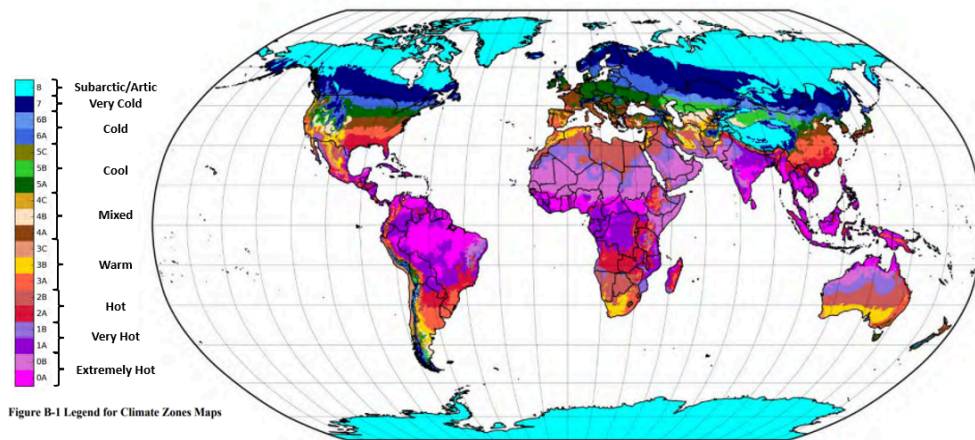 8 Subarctic/Artic
7 Very Cold
6B
Cold
6A
5C
5B Cool
5A
4C
4B Mixed
4A
3C
3B Warm
3A
2B
Hot
2A
1B
Very Hot
1A
0B
Extremely Hot
0A
Figure B-1 Legend for Climate Zones Maps